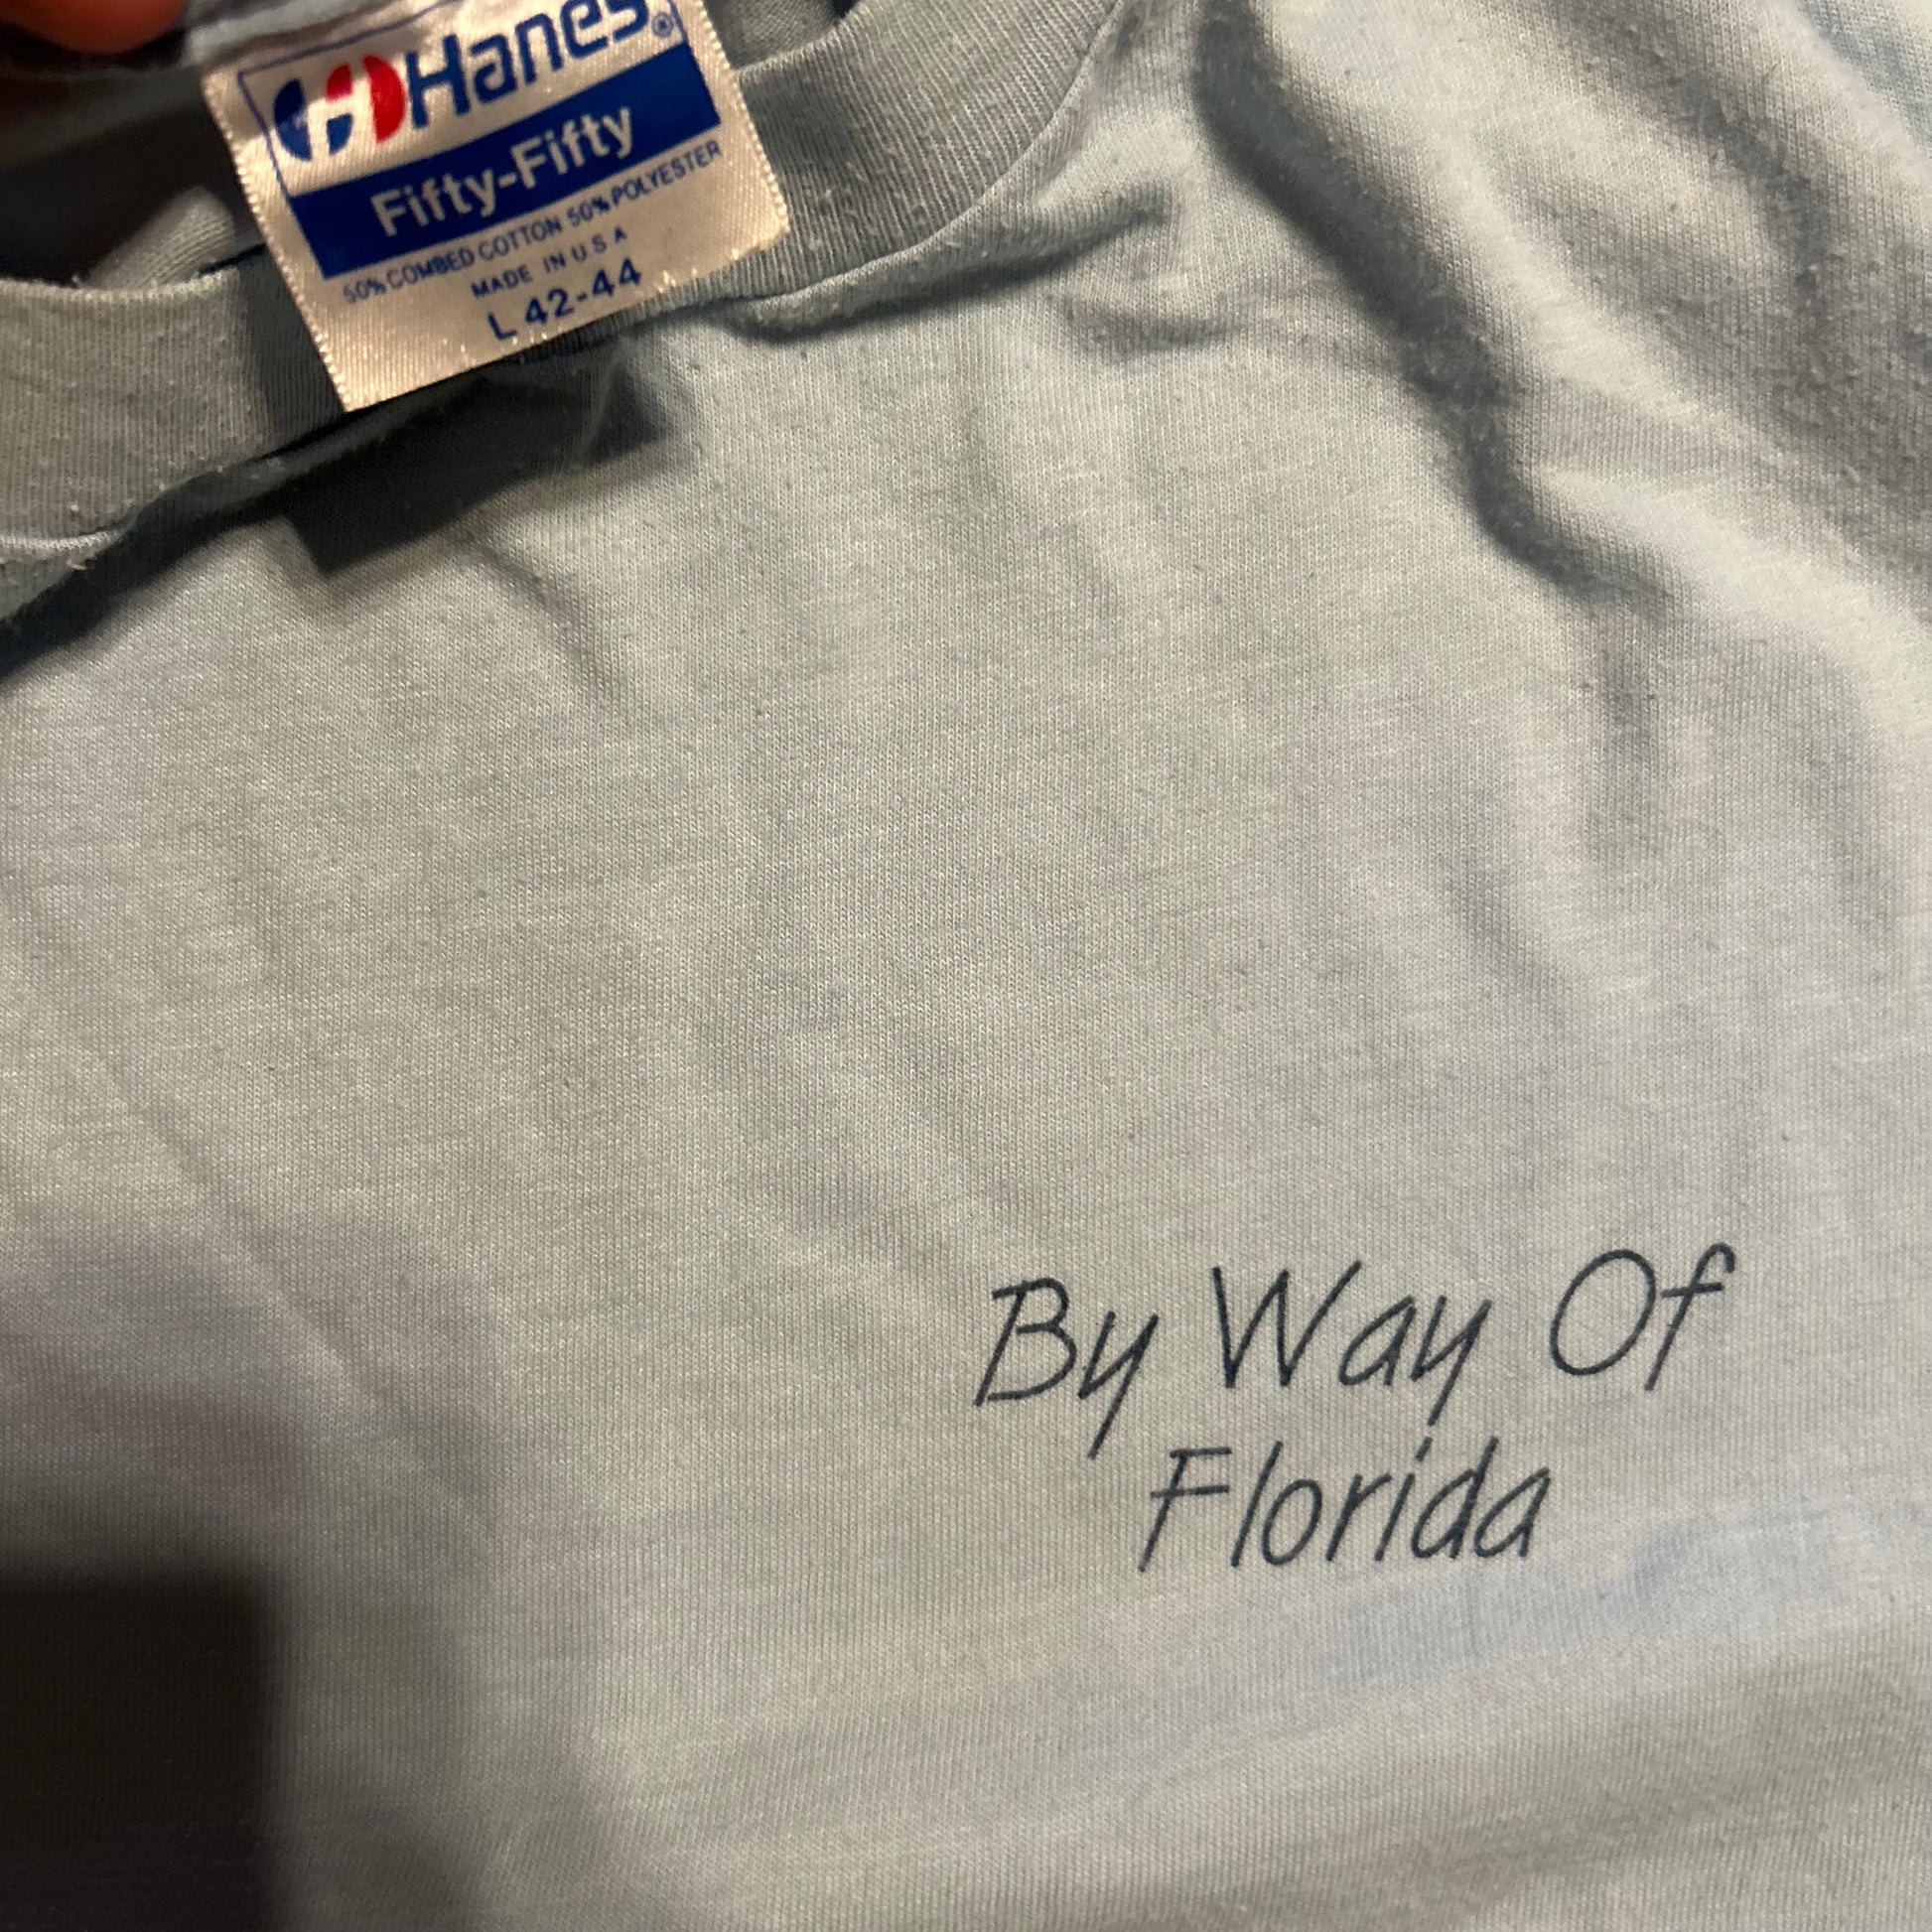 Hanes®
Fifty-Fifty
50% COMBED COTTON 50% POLYESTER
MADE IN U.S.A
L 42-44
By Way Of
Florida